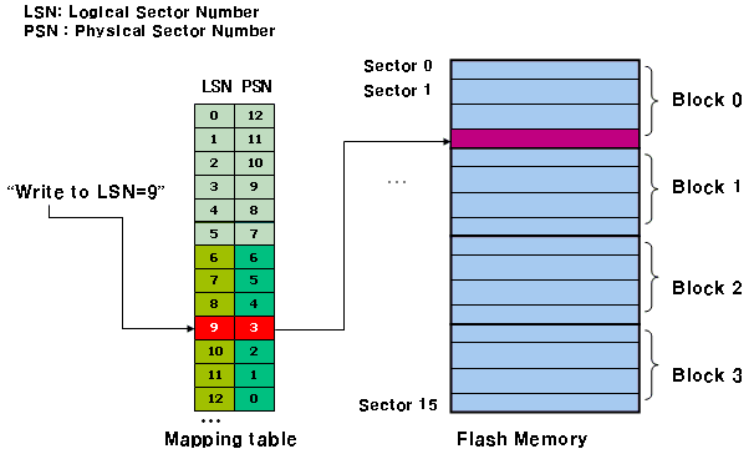 LSN: Logical Sector Number
PSN : Physical Sector Number
LSN PSN
0 12
1 11
2 10
3 9
4 8
5 7
6 6
7 5
8 4
9 3
10 2
11 1
12 0
...
Mapping table
"Write to LSN=9"
Sector 0
Sector 1
...
Sector 15
Block 0
Block 1
Block 2
Block 3
Flash Memory